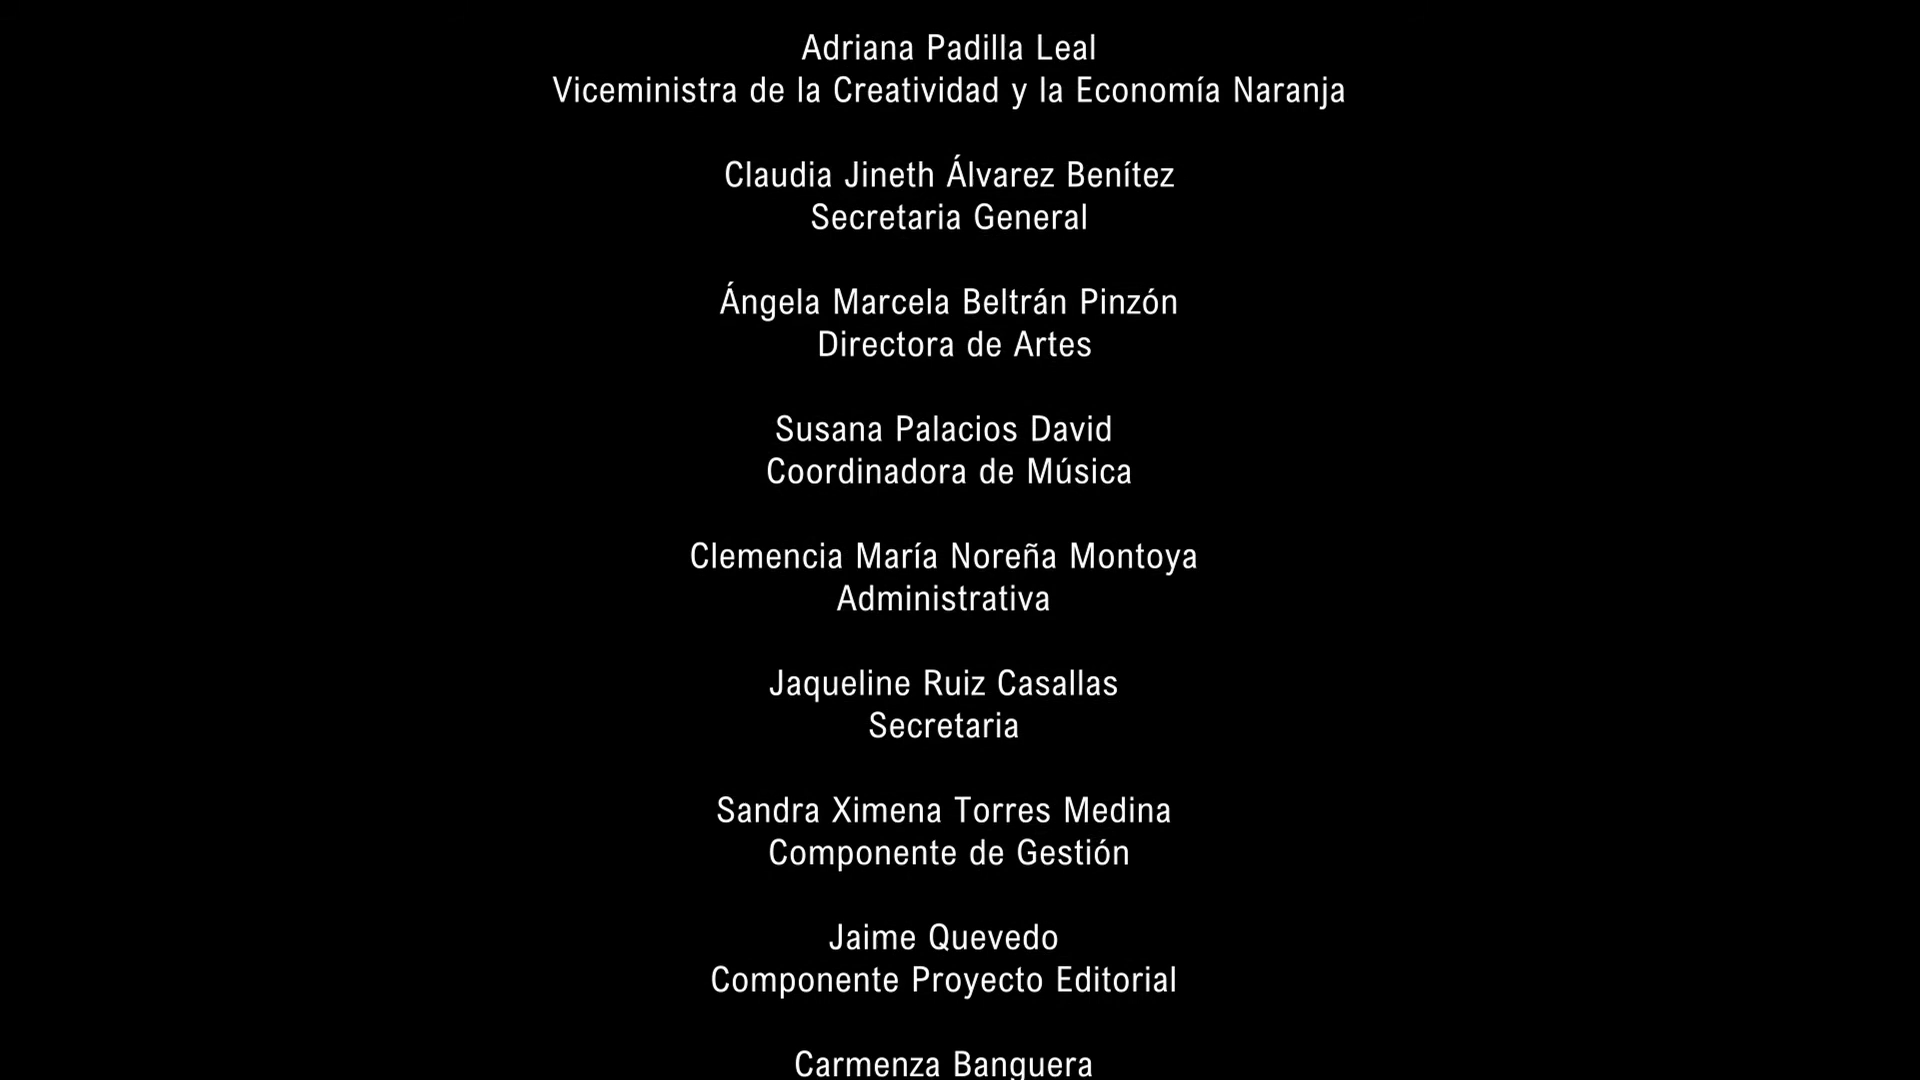 Adriana Padilla Leal
Viceministra de la Creatividad y la Economía Naranja
Claudia Jineth Álvarez Benítez
Secretaria General
Ángela Marcela Beltrán Pinzón
Directora de Artes
Susana Palacios David
Coordinadora de Música
Clemencia María Noreña Montoya
Administrativa
Jaqueline Ruiz Casallas
Secretaria
Sandra Ximena Torres Medina
Componente de Gestión
Jaime Quevedo
Componente Proyecto Editorial
Carmenza Banguera